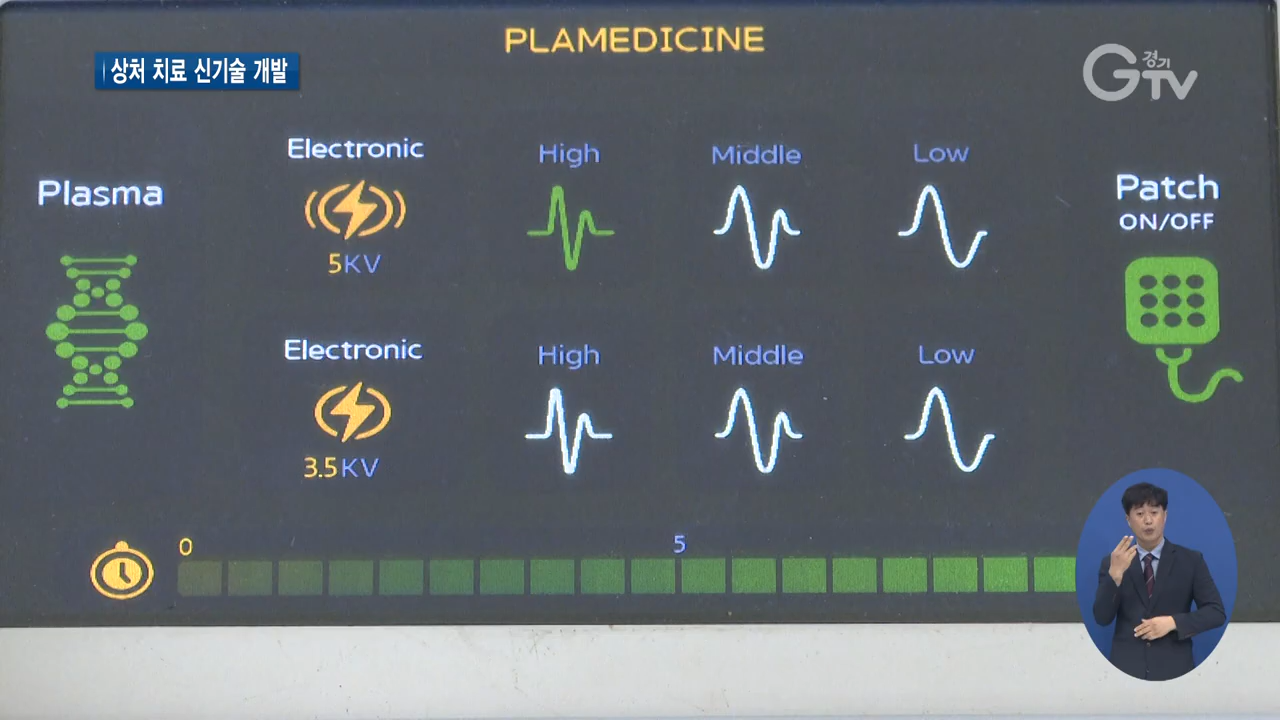 PLAMEDICINE
상처 치료 신기술 개발
경기
GTV
Plasma
Electronic
High
Middle
Low
5KV
Patch
ON/OFF
Electronic
High
Middle
Low
3.5KV
0
5